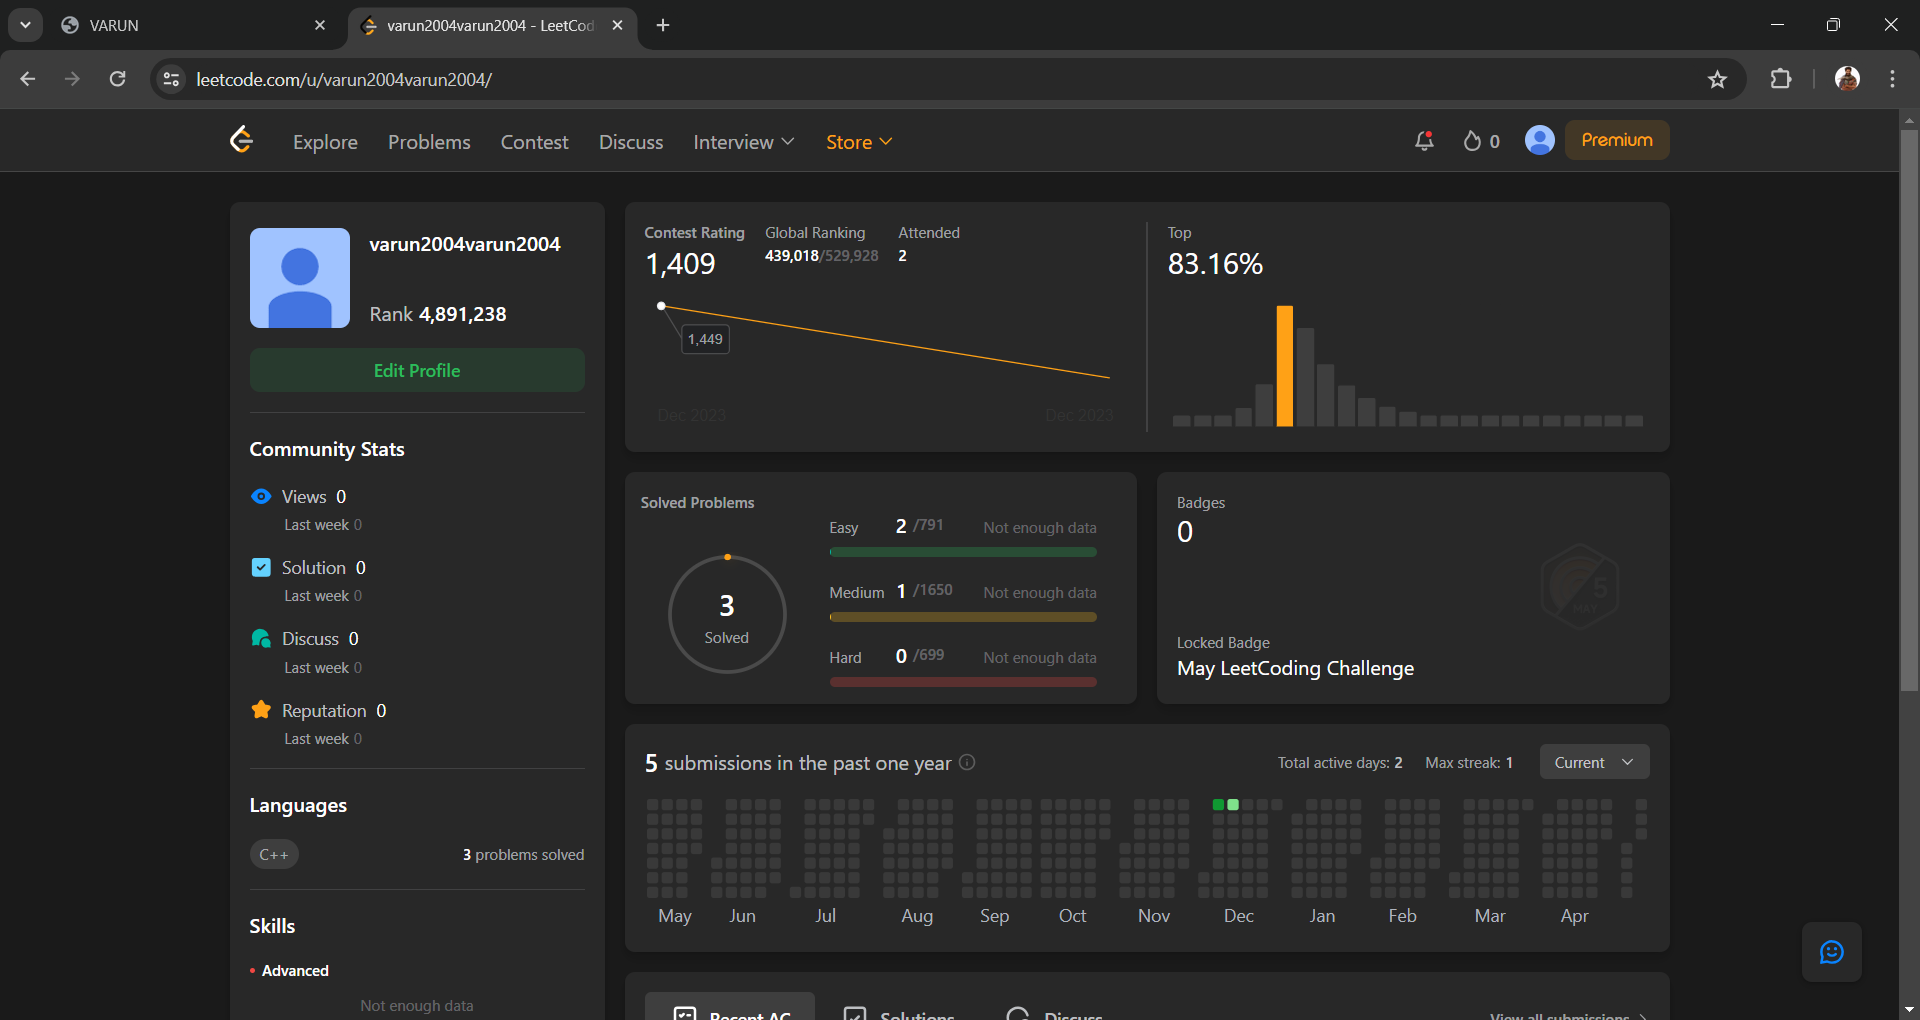 VARUN
varun2004varun2004 - LeetCod
leetcode.com/u/varun2004varun2004/
Explore Problems Contest Discuss Interview Store 0 Premium
varun2004varun2004
Rank 4,891,238
Edit Profile
Community Stats
Views 0
Last week 0
Solution 0
Last week 0
Discuss 0
Last week 0
Reputation 0
Last week 0
Languages
C++ 3 problems solved
Skills
Advanced
Not enough data
Contest Rating Global Ranking Attended
1,409 439,018/529,928 2
1,449
Dec 2023 Dec 2023
Top
83.16%
Solved Problems
Easy 2 /791 Not enough data
Medium 1 /1650 Not enough data
Hard 0 /699 Not enough data
3
Solved
Badges
0
5
MAY
Locked Badge
May LeetCoding Challenge
5 submissions in the past one year Total active days: 2 Max streak: 1 Current
May Jun Jul Aug Sep Oct Nov Dec Jan Feb Mar Apr
Recent AC Solutions Discuss View all submissions